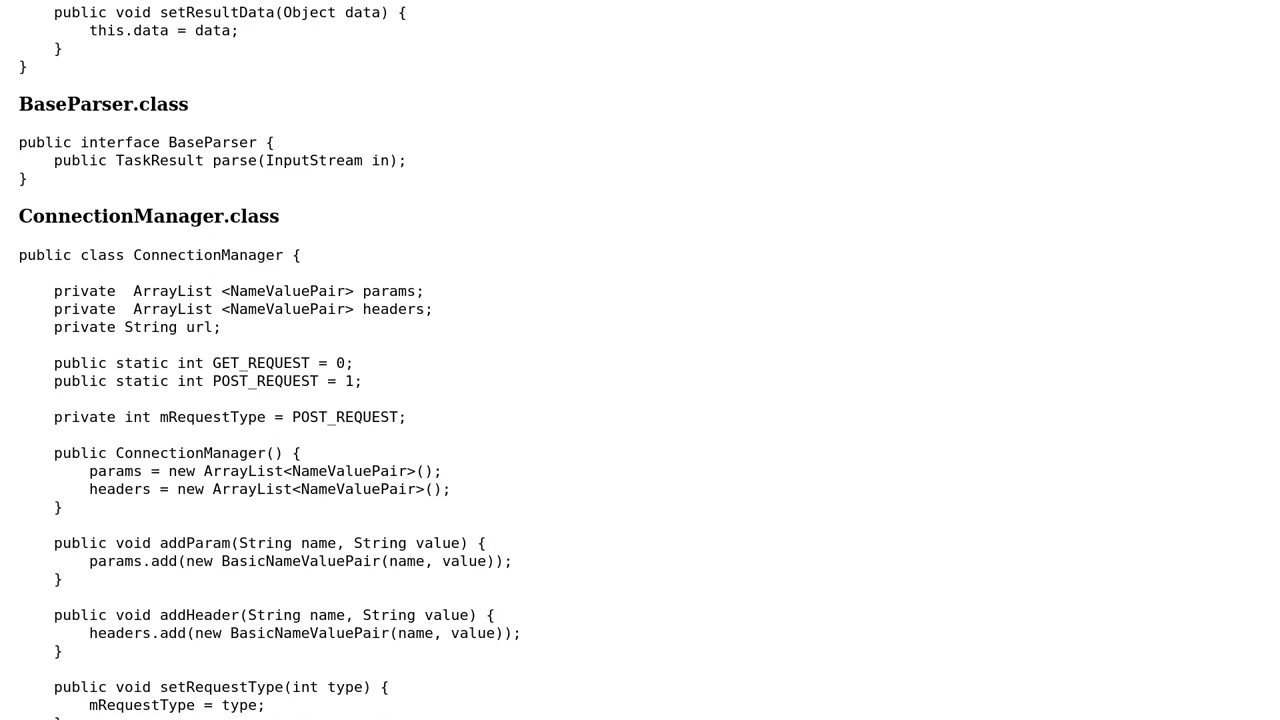 public void setResultData(Object data) {
        this.data = data;
    }
}
BaseParser.class
public interface BaseParser {
    public TaskResult parse(InputStream in);
}
ConnectionManager.class
public class ConnectionManager {
    private  ArrayList <NameValuePair> params;
    private  ArrayList <NameValuePair> headers;
    private String url;
    public static int GET_REQUEST = 0;
    public static int POST_REQUEST = 1;
    private int mRequestType = POST_REQUEST;
    public ConnectionManager() {
        params = new ArrayList<NameValuePair>();
        headers = new ArrayList<NameValuePair>();
    }
    public void addParam(String name, String value) {
        params.add(new BasicNameValuePair(name, value));
    }
    public void addHeader(String name, String value) {
        headers.add(new BasicNameValuePair(name, value));
    }
    public void setRequestType(int type) {
        mRequestType = type;